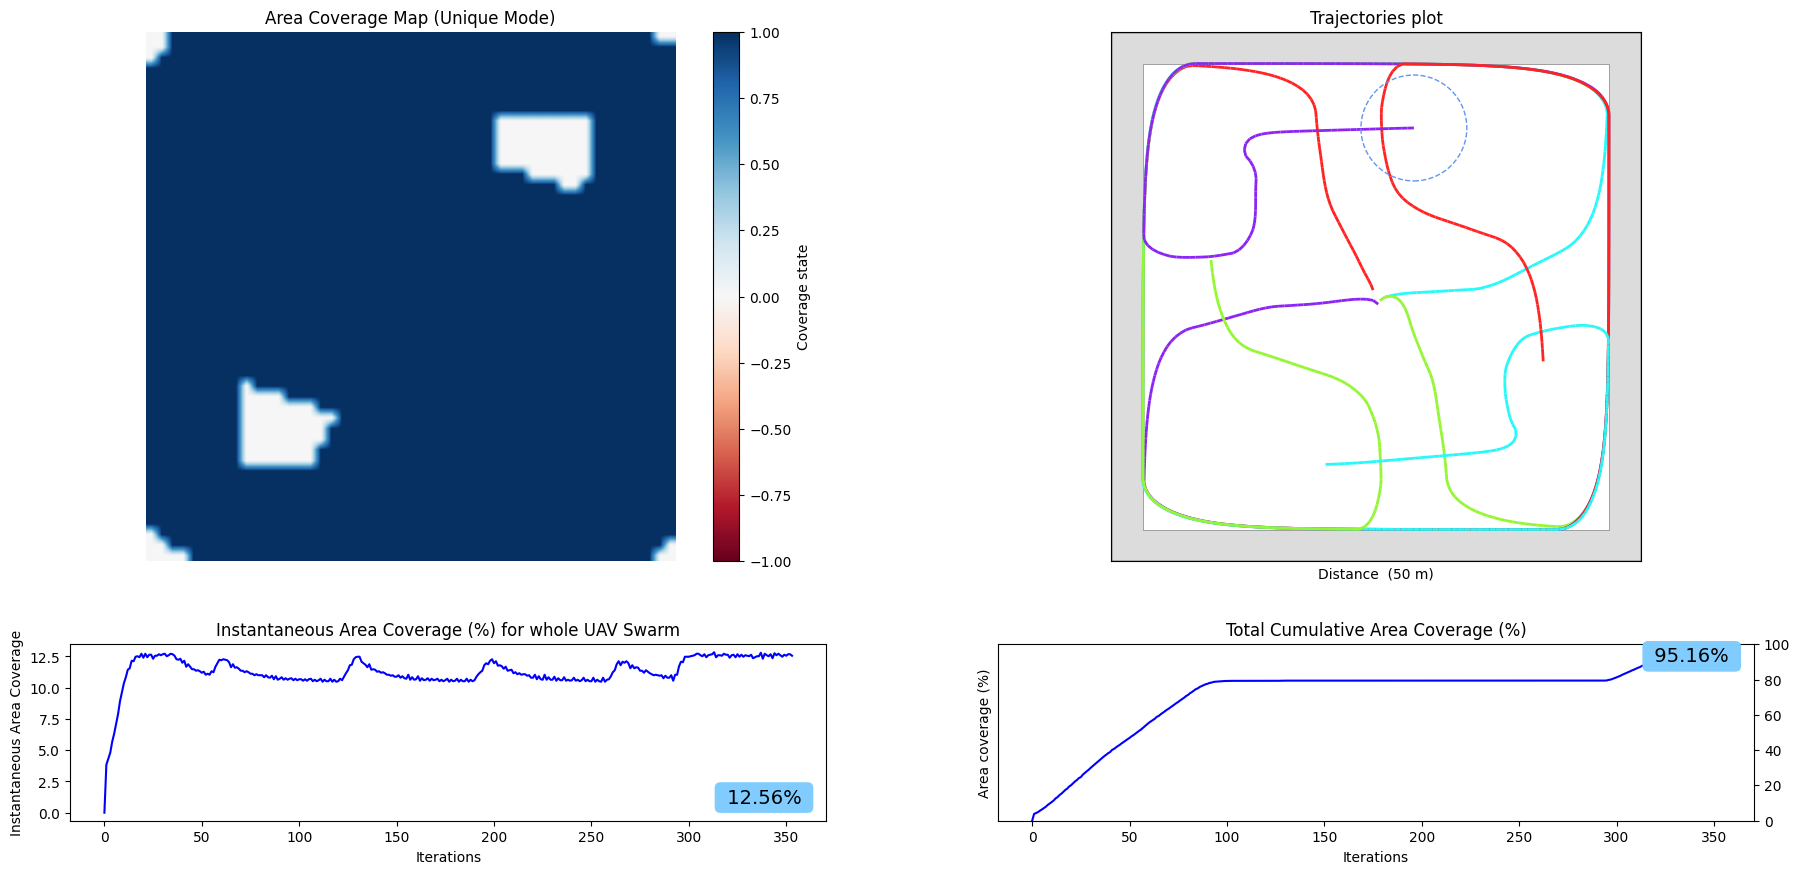 Area Coverage Map (Unique Mode)
1.00
0.75
0.50
0.25
0.00
−0.25
−0.50
−0.75
−1.00
Coverage state
Trajectories plot
Distance  (50 m)
Instantaneous Area Coverage (%) for whole UAV Swarm
Instantaneous Area Coverage
12.5
10.0
7.5
5.0
2.5
0.0
12.56%
0 50 100 150 200 250 300 350
Iterations
Total Cumulative Area Coverage (%)
Area coverage (%)
95.16%
100
80
60
40
20
0
0 50 100 150 200 250 300 350
Iterations